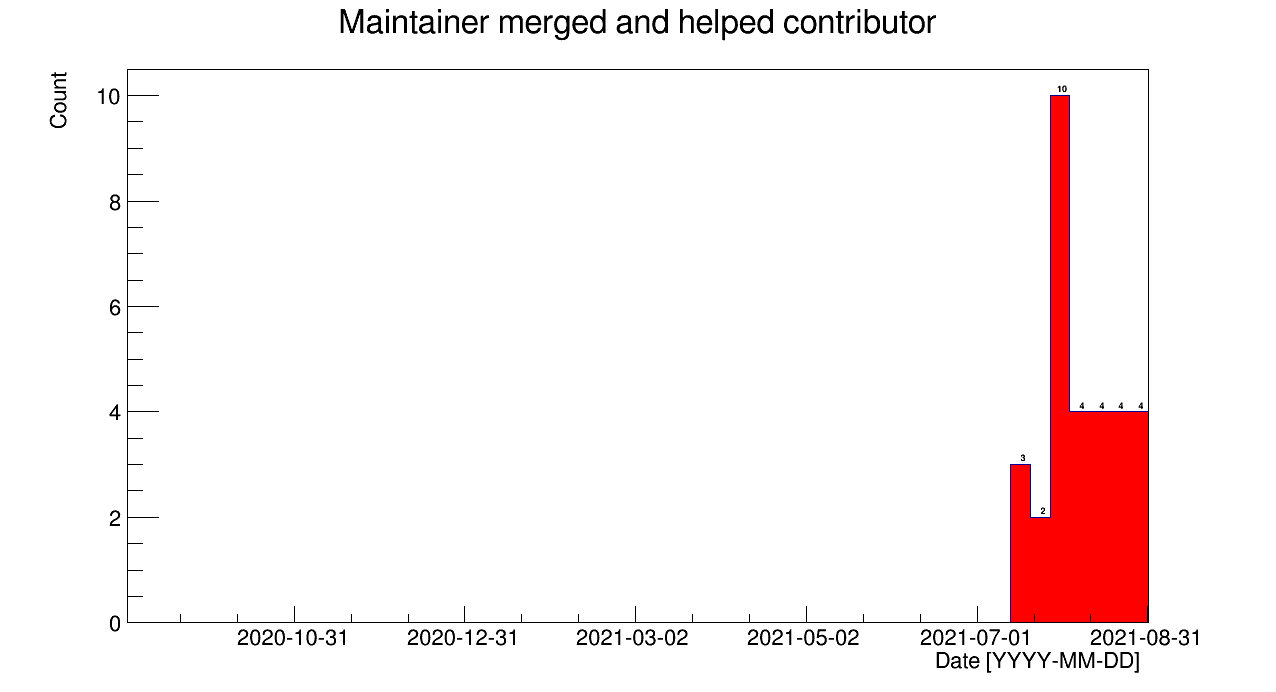 Maintainer merged and helped contributor
Count
10
8
6
4
2
0
10
3
2
4 4 4 4
2020-10-31 2020-12-31 2021-03-02 2021-05-02 2021-07-01 2021-08-31
Date [YYYY-MM-DD]